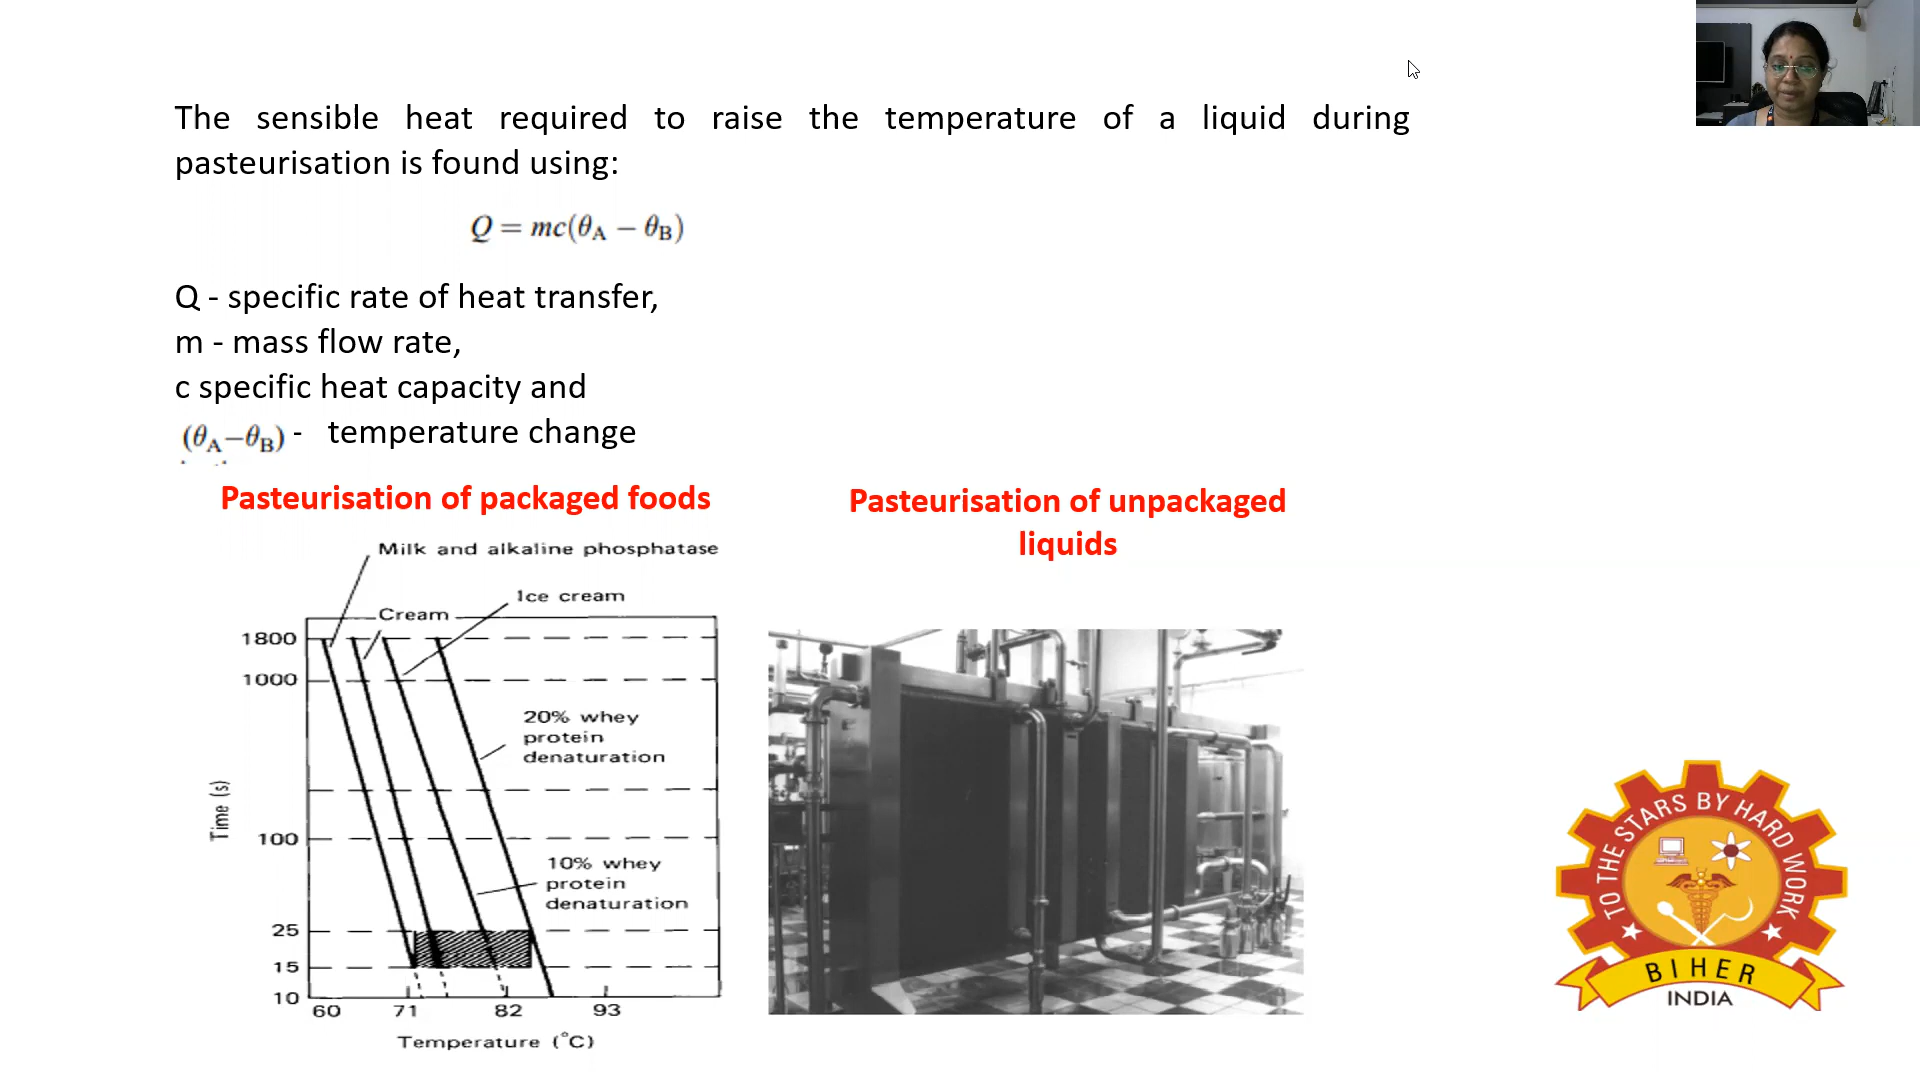 The sensible heat required to raise the temperature of a liquid during
pasteurisation is found using:
Q = mc(θA − θB)
Q - specific rate of heat transfer,
m - mass flow rate,
c specific heat capacity and
(θA−θB) - temperature change
Pasteurisation of packaged foods
Pasteurisation of unpackaged
liquids
Milk and alkaline phosphatase
Ice cream
Cream
1800
1000
20% whey
protein
denaturation
Time (s)
100
10% whey
protein
denaturation
25
15
10
60 71 82 93
Temperature (°C)
TO THE STARS BY HARD WORK
BIHER
INDIA